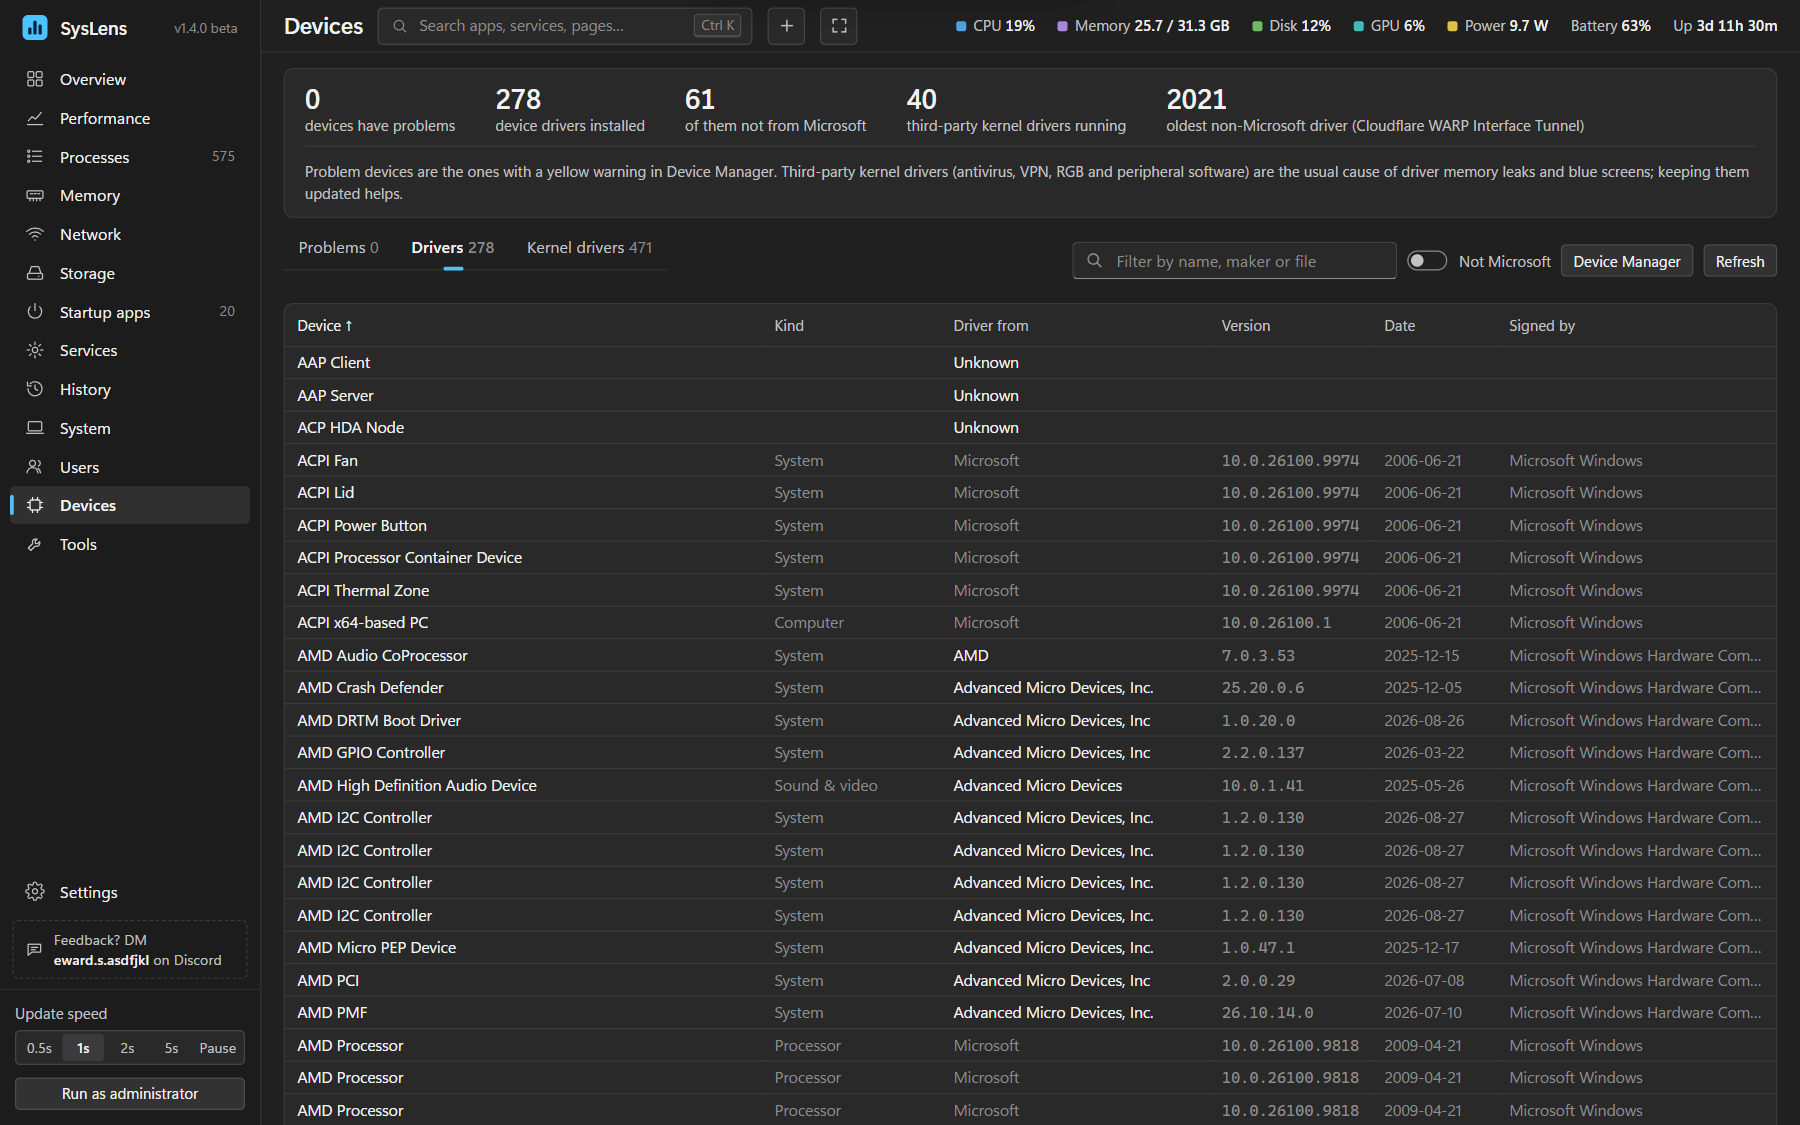 SysLens v1.4.0 beta
Overview
Performance
Processes 575
Memory
Network
Storage
Startup apps 20
Services
History
System
Users
Devices
Tools
Settings
Feedback? DM
eward.s.asdfjkl on Discord
Update speed
0.5s 1s 2s 5s Pause
Run as administrator
Devices Search apps, services, pages... Ctrl K + CPU 19% Memory 25.7 / 31.3 GB Disk 12% GPU 6% Power 9.7 W Battery 63% Up 3d 11h 30m
0 278 61 40 2021
devices have problems device drivers installed of them not from Microsoft third-party kernel drivers running oldest non-Microsoft driver (Cloudflare WARP Interface Tunnel)
Problem devices are the ones with a yellow warning in Device Manager. Third-party kernel drivers (antivirus, VPN, RGB and peripheral software) are the usual cause of driver memory leaks and blue screens; keeping them
updated helps.
Problems 0 Drivers 278 Kernel drivers 471 Filter by name, maker or file Not Microsoft Device Manager Refresh
Device ↑ Kind Driver from Version Date Signed by
AAP Client Unknown
AAP Server Unknown
ACP HDA Node Unknown
ACPI Fan System Microsoft 10.0.26100.9974 2006-06-21 Microsoft Windows
ACPI Lid System Microsoft 10.0.26100.9974 2006-06-21 Microsoft Windows
ACPI Power Button System Microsoft 10.0.26100.9974 2006-06-21 Microsoft Windows
ACPI Processor Container Device System Microsoft 10.0.26100.9974 2006-06-21 Microsoft Windows
ACPI Thermal Zone System Microsoft 10.0.26100.9974 2006-06-21 Microsoft Windows
ACPI x64-based PC Computer Microsoft 10.0.26100.1 2006-06-21 Microsoft Windows
AMD Audio CoProcessor System AMD 7.0.3.53 2025-12-15 Microsoft Windows Hardware Com...
AMD Crash Defender System Advanced Micro Devices, Inc. 25.20.0.6 2025-12-05 Microsoft Windows Hardware Com...
AMD DRTM Boot Driver System Advanced Micro Devices, Inc 1.0.20.0 2026-08-26 Microsoft Windows Hardware Com...
AMD GPIO Controller System Advanced Micro Devices, Inc 2.2.0.137 2026-03-22 Microsoft Windows Hardware Com...
AMD High Definition Audio Device Sound & video Advanced Micro Devices 10.0.1.41 2025-05-26 Microsoft Windows Hardware Com...
AMD I2C Controller System Advanced Micro Devices, Inc. 1.2.0.130 2026-08-27 Microsoft Windows Hardware Com...
AMD I2C Controller System Advanced Micro Devices, Inc. 1.2.0.130 2026-08-27 Microsoft Windows Hardware Com...
AMD I2C Controller System Advanced Micro Devices, Inc. 1.2.0.130 2026-08-27 Microsoft Windows Hardware Com...
AMD I2C Controller System Advanced Micro Devices, Inc. 1.2.0.130 2026-08-27 Microsoft Windows Hardware Com...
AMD Micro PEP Device System Advanced Micro Devices, Inc. 1.0.47.1 2025-12-17 Microsoft Windows Hardware Com...
AMD PCI System Advanced Micro Devices, Inc 2.0.0.29 2026-07-08 Microsoft Windows Hardware Com...
AMD PMF System Advanced Micro Devices, Inc. 26.10.14.0 2026-07-10 Microsoft Windows Hardware Com...
AMD Processor Processor Microsoft 10.0.26100.9818 2009-04-21 Microsoft Windows
AMD Processor Processor Microsoft 10.0.26100.9818 2009-04-21 Microsoft Windows
AMD Processor Processor Microsoft 10.0.26100.9818 2009-04-21 Microsoft Windows